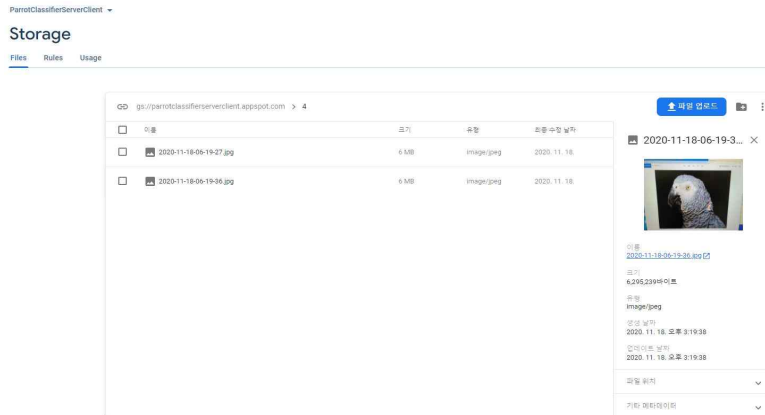 ParrotClassifierServerClient
Storage
Files Rules Usage
gs://parrotclassifierserverclient.appspot.com > 4
파일 업로드
이름 크기 유형 최종 수정 날짜
2020-11-18-06-19-27.jpg 6 MB image/jpeg 2020. 11. 18.
2020-11-18-06-19-36.jpg 6 MB image/jpeg 2020. 11. 18.
2020-11-18-06-19-3...
이름
2020-11-18-06-19-36.jpg
크기
6,295,239바이트
유형
image/jpeg
생성 날짜
2020. 11. 18. 오후 3:19:38
업데이트 날짜
2020. 11. 18. 오후 3:19:38
파일 위치
기타 메타데이터